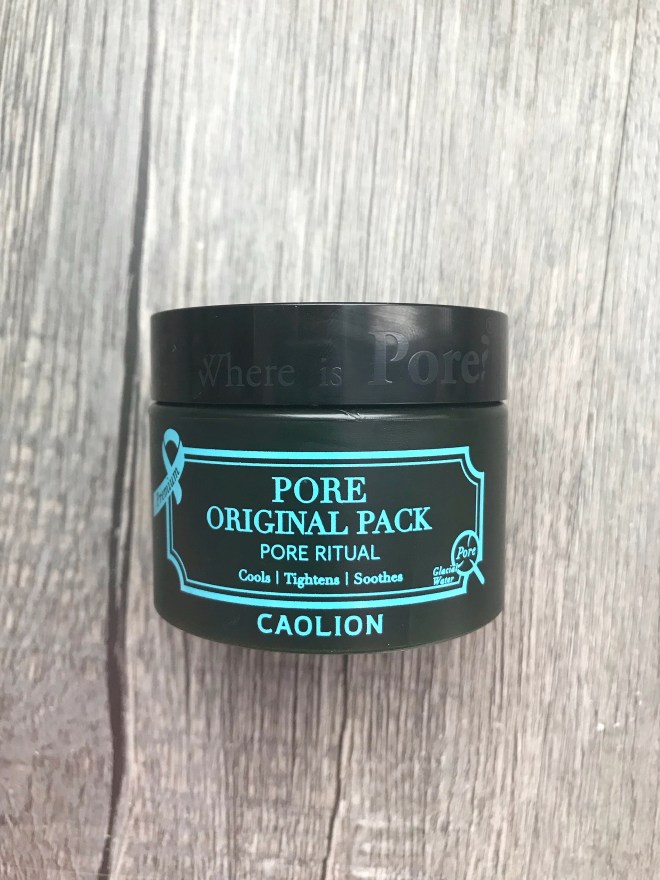 Where is Pore?
Premium
PORE
ORIGINAL PACK
PORE RITUAL
Cools | Tightens | Soothes
Pore
Glacial
Water
CAOLION